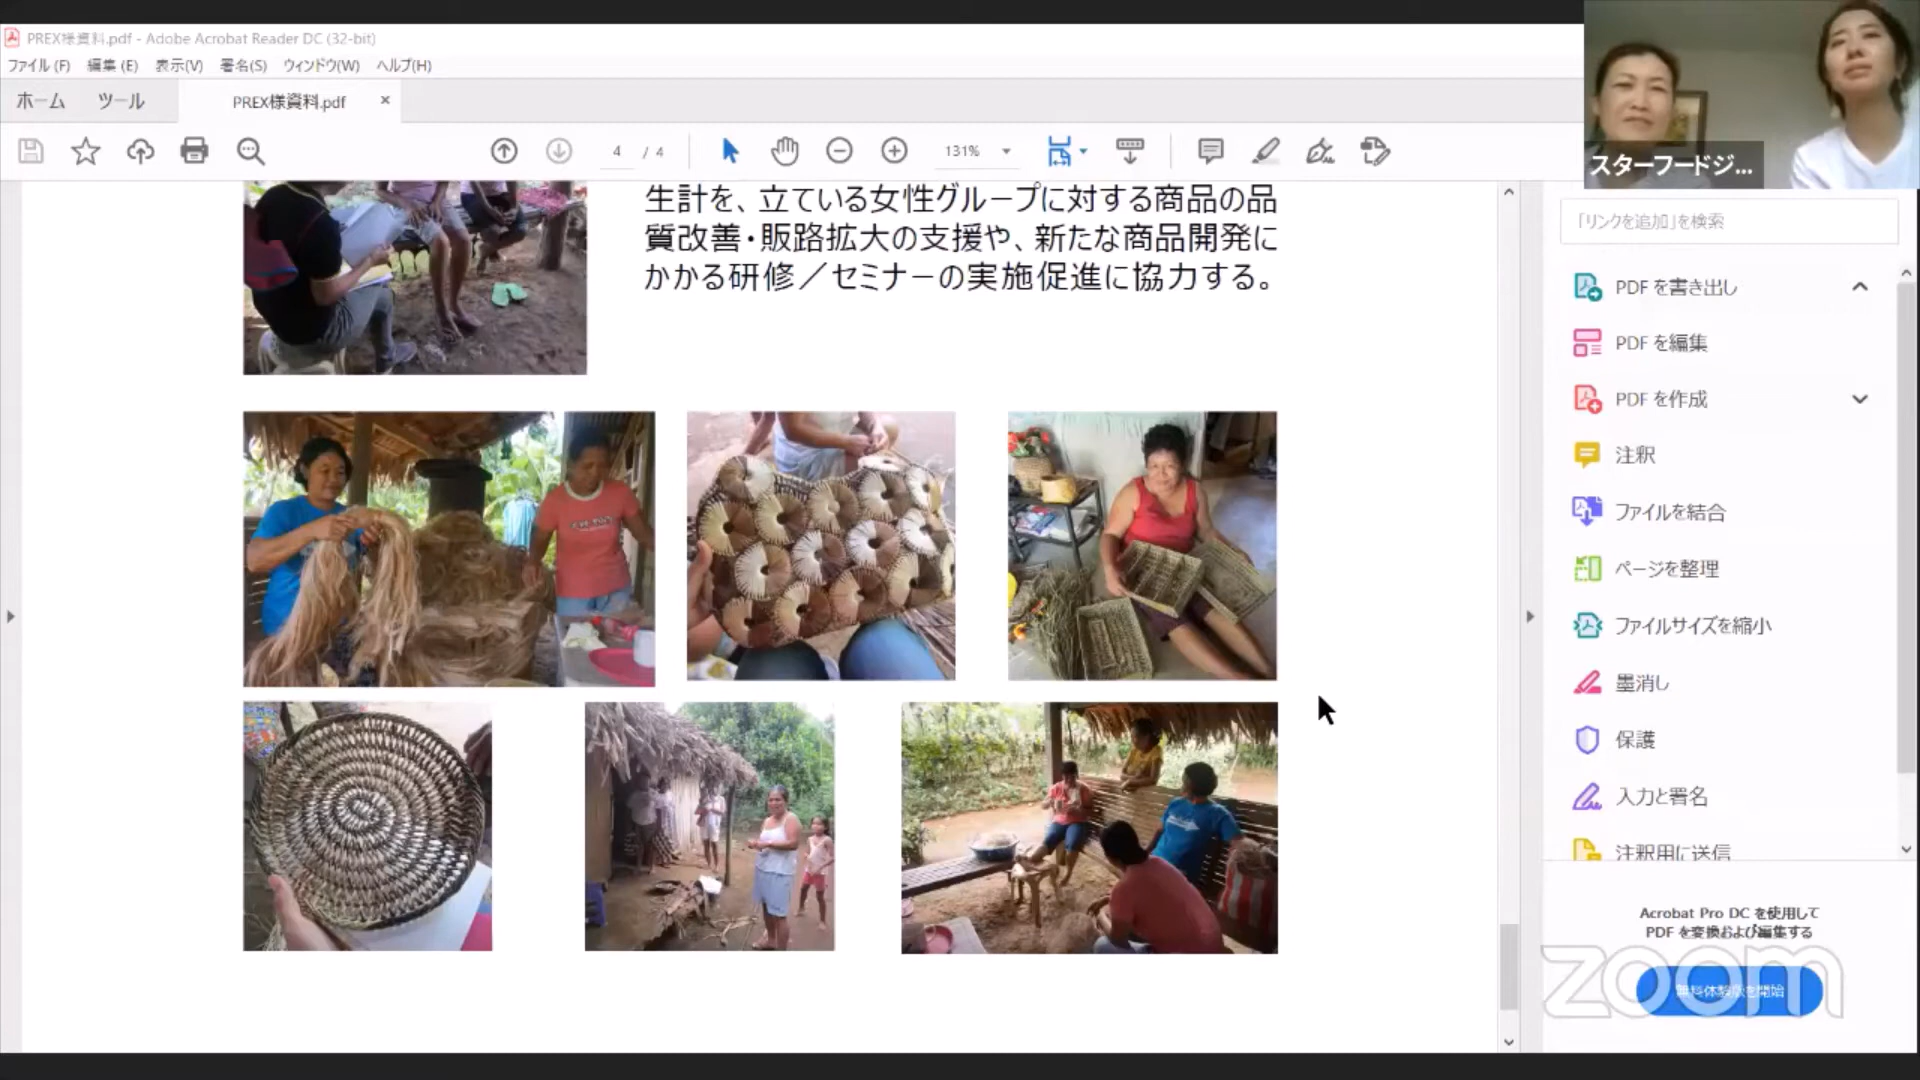 PREX様資料.pdf - Adobe Acrobat Reader DC (32-bit)
ファイル(F) 編集(E) 表示(V) 署名(S) ウィンドウ(W) ヘルプ(H)
ホーム ツール PREX様資料.pdf ×
4 / 4 131%
スターフードジ...
生計を、立ている女性グループに対する商品の品
質改善・販路拡大の支援や、新たな商品開発に
かかる研修／セミナーの実施促進に協力する。
「リンクを追加」を検索
PDF を書き出し
PDF を編集
PDF を作成
注釈
ファイルを結合
ページを整理
ファイルサイズを縮小
墨消し
保護
入力と署名
注釈用に送信
Acrobat Pro DC を使用して
PDF を変換および編集する
無料体験版を開始
zoom